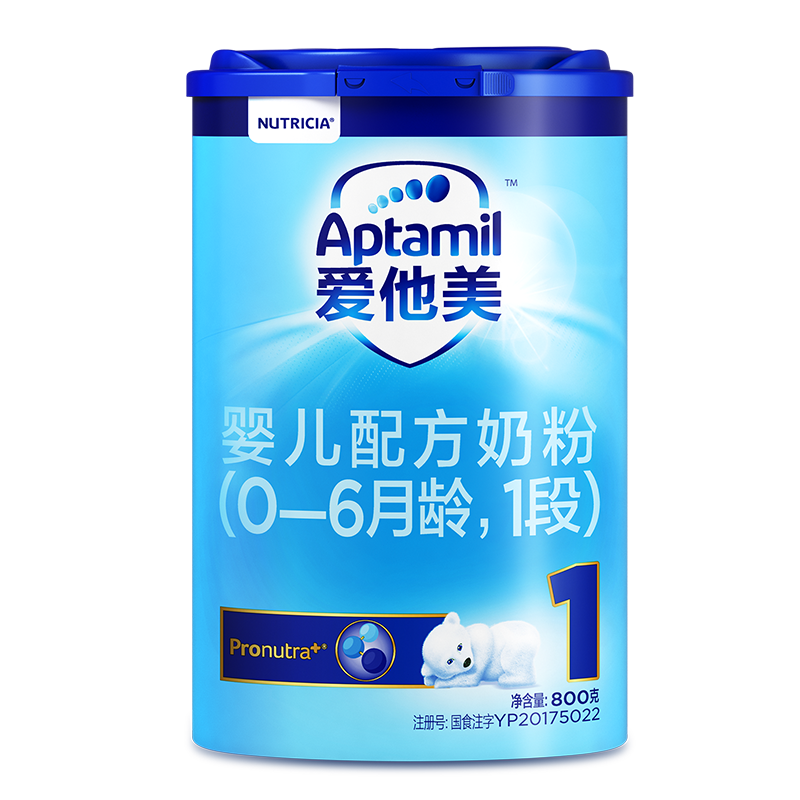 NUTRICIA®
Aptamil™
爱他美
婴儿配方奶粉
(0—6月龄, 1段)
1
Pronutra+®
净含量: 800克
注册号: 国食注字YP20175022